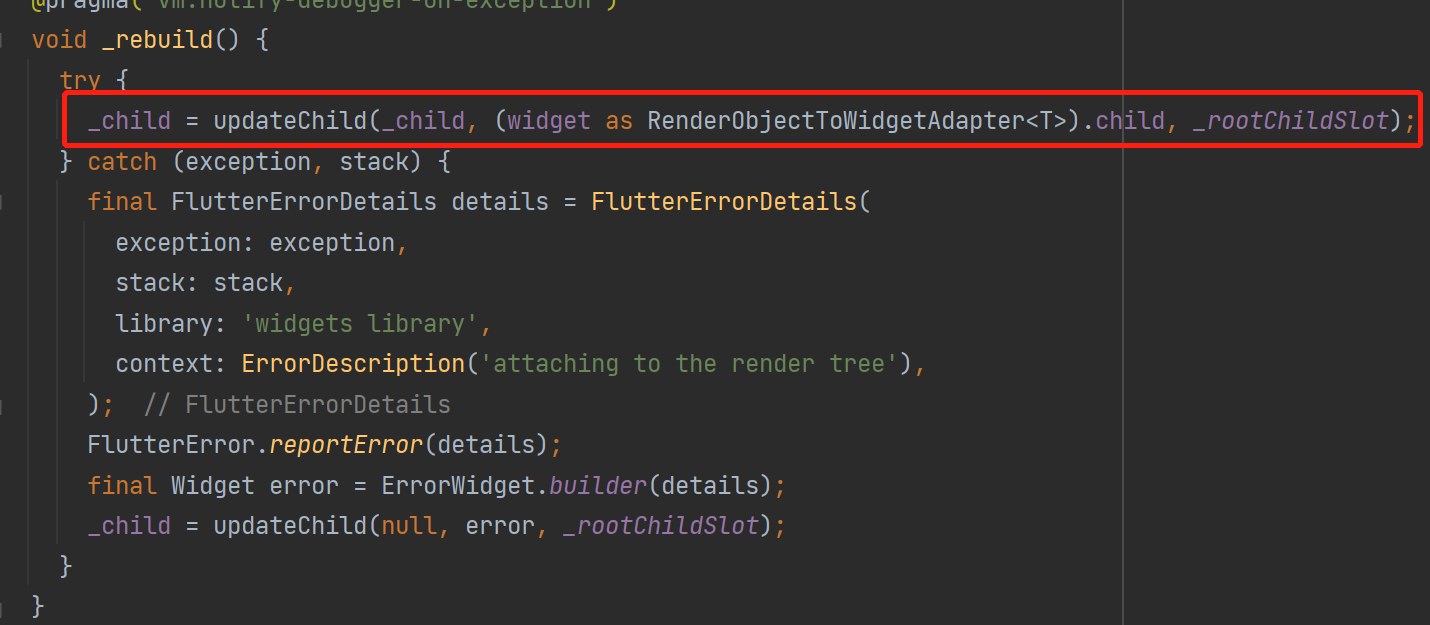 @pragma('vm:notify-debugger-on-exception')
void _rebuild() {
try {
_child = updateChild(_child, (widget as RenderObjectToWidgetAdapter<T>).child, _rootChildSlot);
} catch (exception, stack) {
final FlutterErrorDetails details = FlutterErrorDetails(
exception: exception,
stack: stack,
library: 'widgets library',
context: ErrorDescription('attaching to the render tree'),
); // FlutterErrorDetails
FlutterError.reportError(details);
final Widget error = ErrorWidget.builder(details);
_child = updateChild(null, error, _rootChildSlot);
}
}